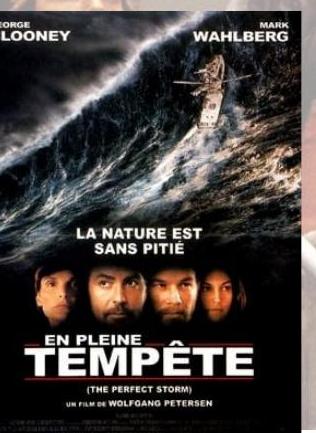 EORGE
LOONEY
MARK
WAHLBERG
LA NATURE EST
SANS PITIÉ
EN PLEINE
TEMPÊTE
(THE PERFECT STORM)
UN FILM DE WOLFGANG PETERSEN